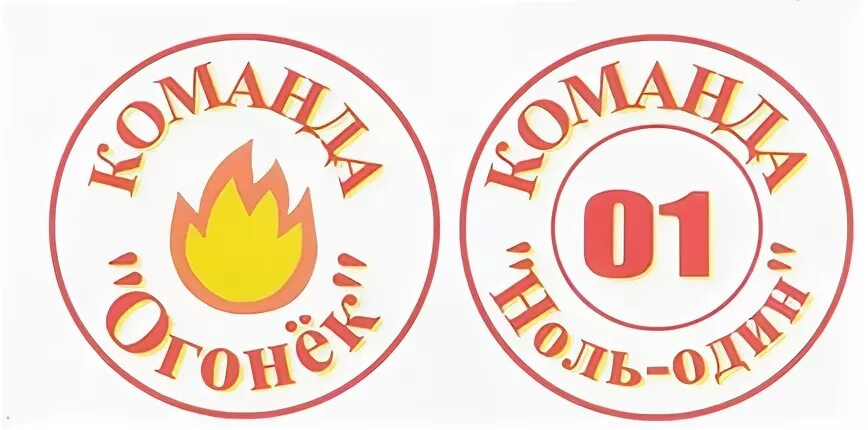 КОМАНДА
"Огонёк"
КОМАНДА
01
"Ноль-один"